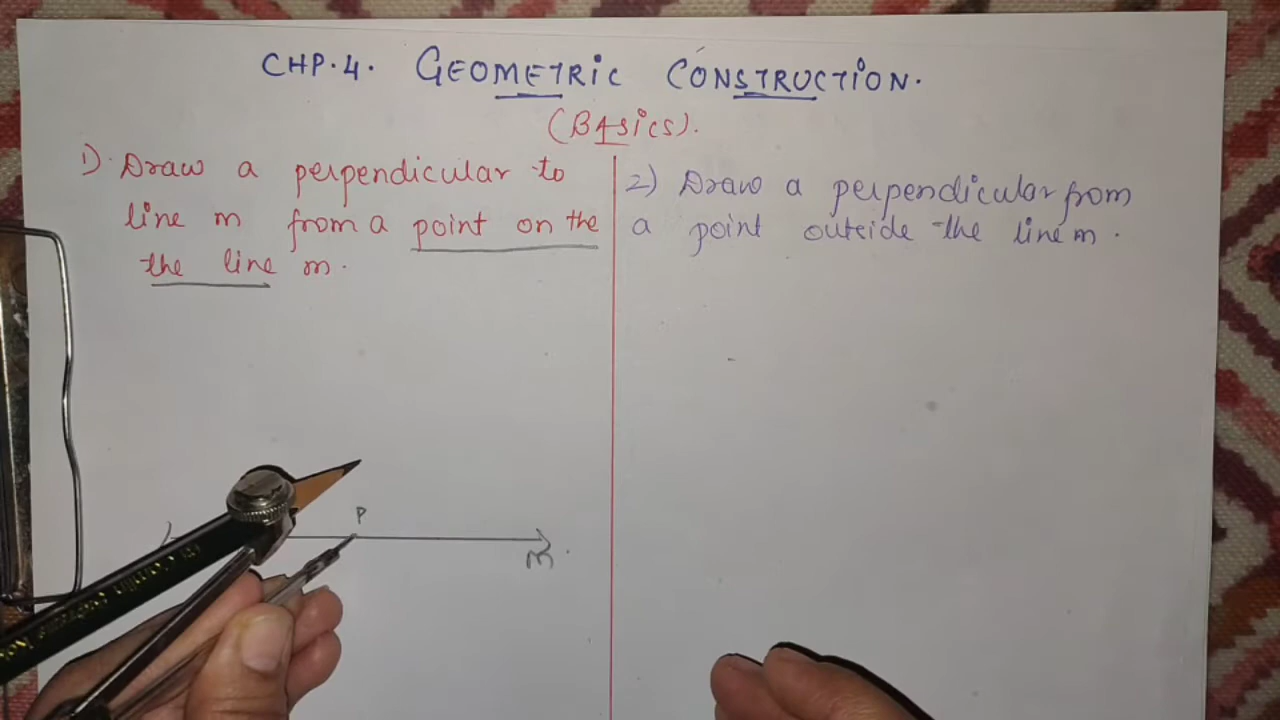 CHP.4. GEOMETRIC CONSTRUCTION.
(BASICS).
1). Draw a perpendicular to
line m from a point on the
the line m.
2) Draw a perpendicular from
a point outside the line m.
P
m